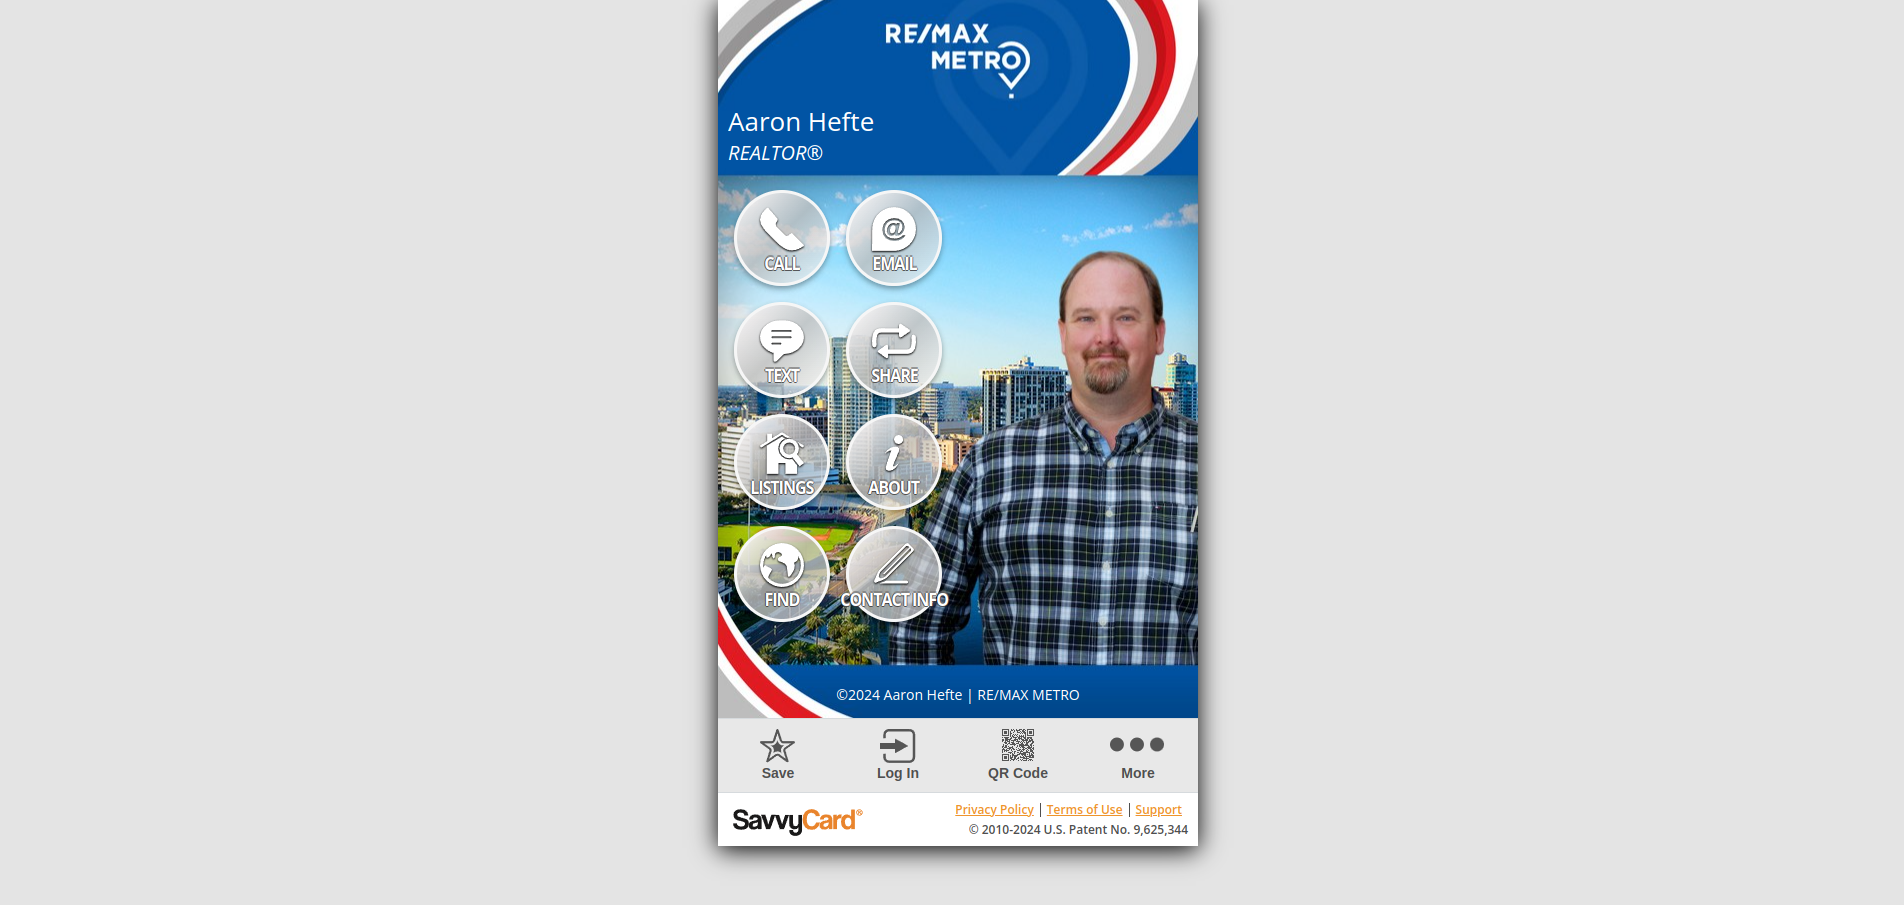 RE/MAX
METRO
Aaron Hefte
REALTOR®
CALL
EMAIL
TEXT
SHARE
LISTINGS
ABOUT
FIND
CONTACT INFO
©2024 Aaron Hefte | RE/MAX METRO
Save
Log In
QR Code
More
SavvyCard®
Privacy Policy | Terms of Use | Support
© 2010-2024 U.S. Patent No. 9,625,344